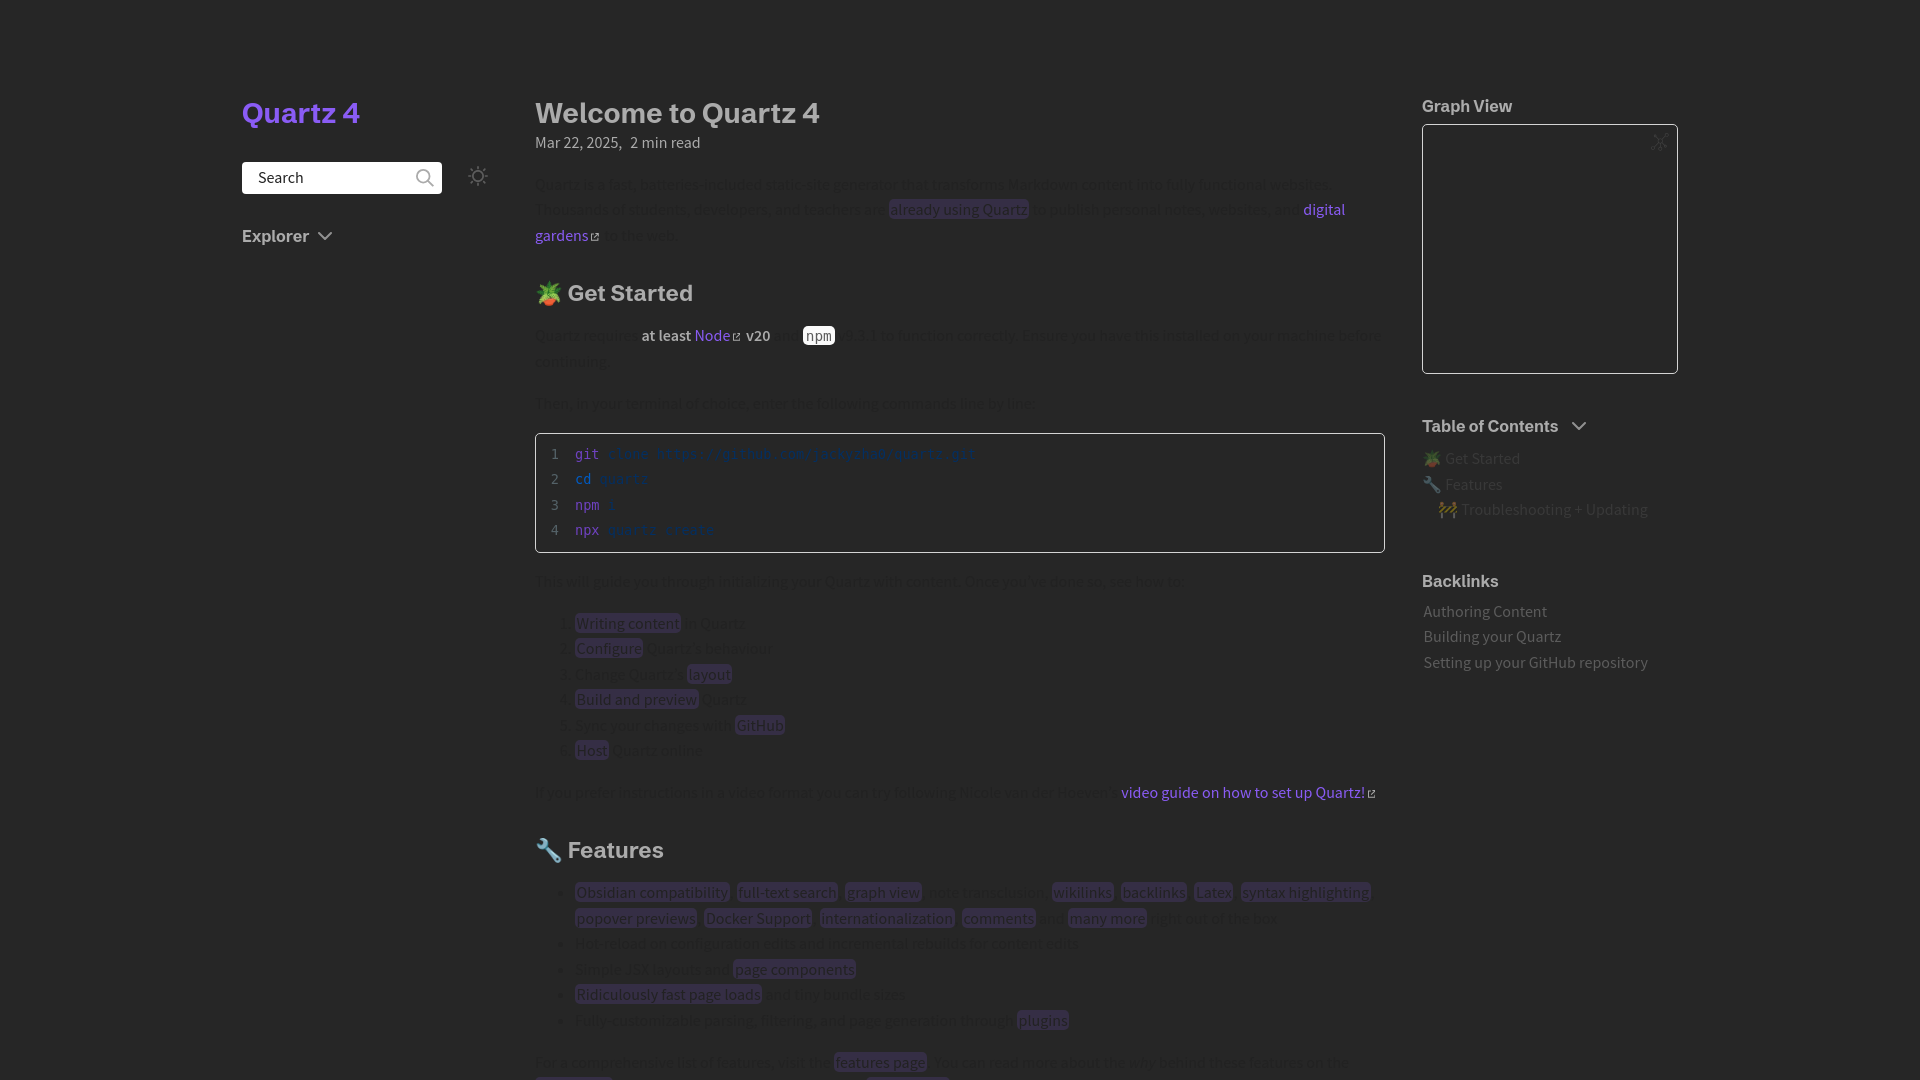 Quartz 4
Search
Explorer
Welcome to Quartz 4
Mar 22, 2025, 2 min read
Quartz is a fast, batteries-included static-site generator that transforms Markdown content into fully functional websites.
Thousands of students, developers, and teachers are already using Quartz to publish personal notes, websites, and digital
gardens to the web.
🪴 Get Started
Quartz requires at least Node v20 and npm v9.3.1 to function correctly. Ensure you have this installed on your machine before
continuing.
Then, in your terminal of choice, enter the following commands line by line:
1 git clone https://github.com/jackyzha0/quartz.git
2 cd quartz
3 npm i
4 npx quartz create
This will guide you through initializing your Quartz with content. Once you've done so, see how to:
1. Writing content in Quartz
2. Configure Quartz's behaviour
3. Change Quartz's layout
4. Build and preview Quartz
5. Sync your changes with GitHub
6. Host Quartz online
If you prefer instructions in a video format you can try following Nicole van der Hoeven's video guide on how to set up Quartz!
🔧 Features
Obsidian compatibility, full-text search, graph view, note transclusion, wikilinks, backlinks, Latex, syntax highlighting,
popover previews, Docker Support, internationalization, comments and many more right out of the box
Hot-reload on configuration edits and incremental rebuilds for content edits
Simple JSX layouts and page components
Ridiculously fast page loads and tiny bundle sizes
Fully-customizable parsing, filtering, and page generation through plugins
For a comprehensive list of features, visit the features page. You can read more about the why behind these features on the
Graph View
Table of Contents
🪴 Get Started
🔧 Features
🚧 Troubleshooting + Updating
Backlinks
Authoring Content
Building your Quartz
Setting up your GitHub repository